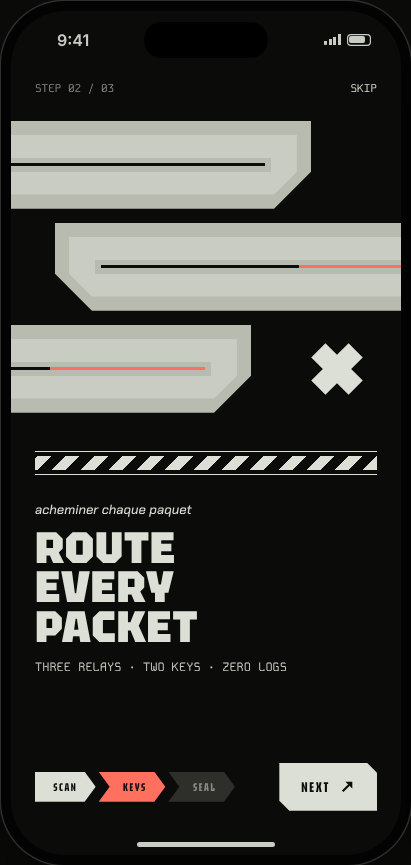 9:41
STEP 02 / 03
SKIP
acheminer chaque paquet
ROUTE
EVERY
PACKET
THREE RELAYS · TWO KEYS · ZERO LOGS
SCAN
KEYS
SEAL
NEXT